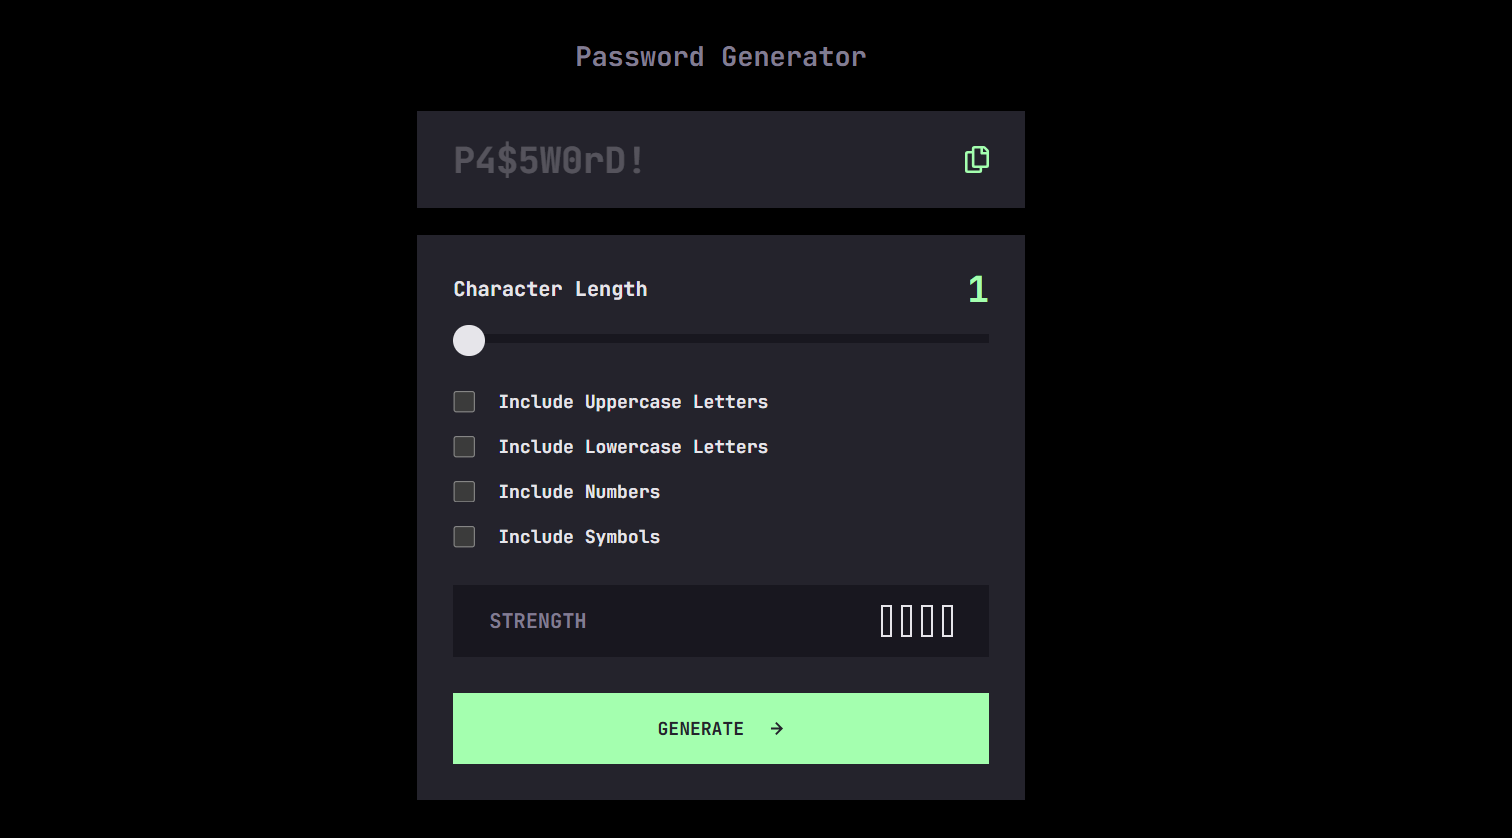 Password Generator
P4$5W0rD!
Character Length 1
Include Uppercase Letters
Include Lowercase Letters
Include Numbers
Include Symbols
STRENGTH
GENERATE →